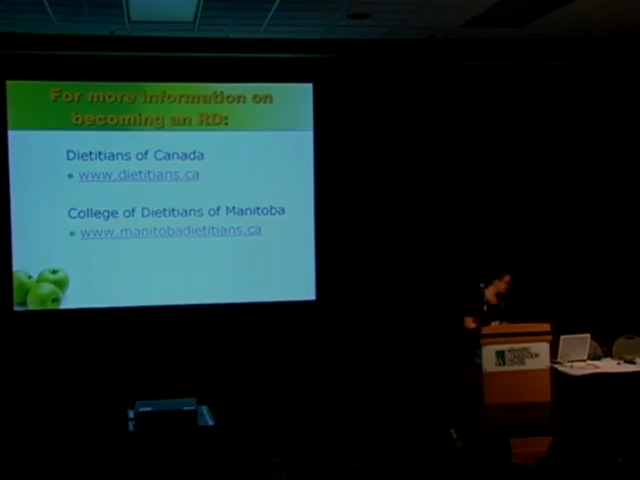 For more information on
becoming an RD:
Dietitians of Canada
• www.dietitians.ca
College of Dietitians of Manitoba
• www.manitobadietitians.ca